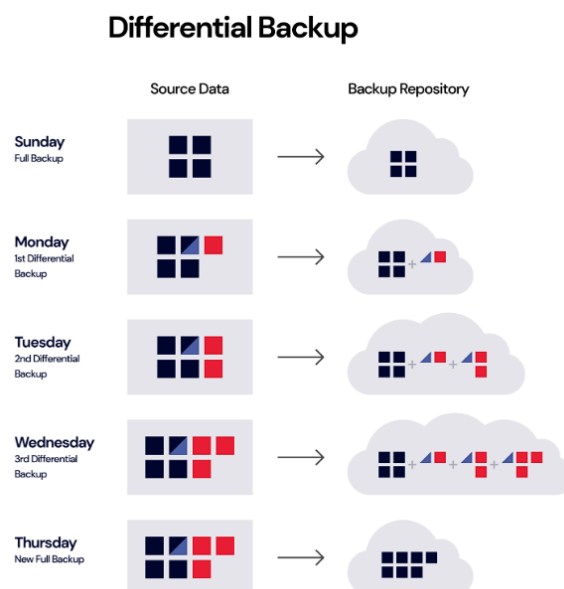 Differential Backup
Source Data
Backup Repository
Sunday
Full Backup
Monday
1st Differential
Backup
+
Tuesday
2nd Differential
Backup
+ +
Wednesday
3rd Differential
Backup
+ + +
Thursday
New Full Backup